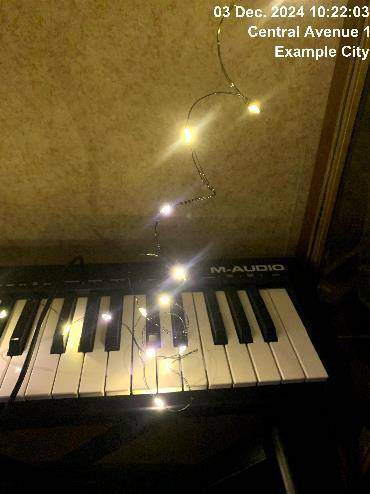 03 Dec. 2024 10:22:03
Central Avenue 1
Example City
M-AUDIO